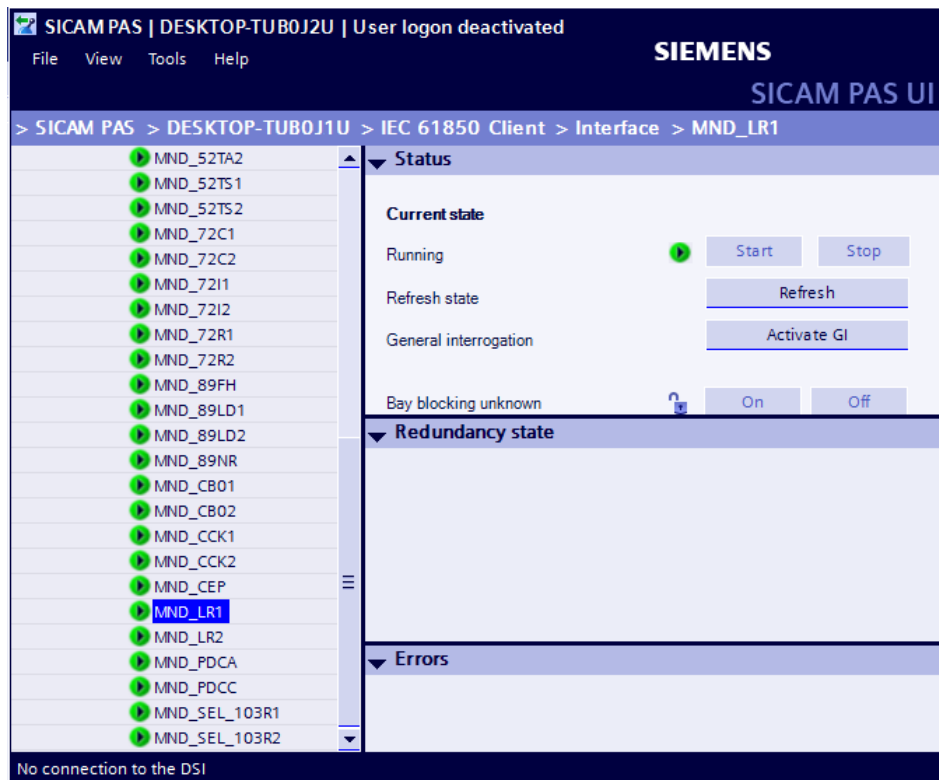 SICAM PAS | DESKTOP-TUB0J2U | User logon deactivated
File View Tools Help
SIEMENS
SICAM PAS UI
> SICAM PAS > DESKTOP-TUB0J1U > IEC 61850 Client > Interface > MND_LR1
MND_52TA2
MND_52TS1
MND_52TS2
MND_72C1
MND_72C2
MND_72I1
MND_72I2
MND_72R1
MND_72R2
MND_89FH
MND_89LD1
MND_89LD2
MND_89NR
MND_CB01
MND_CB02
MND_CCK1
MND_CCK2
MND_CEP
MND_LR1
MND_LR2
MND_PDCA
MND_PDCC
MND_SEL_103R1
MND_SEL_103R2
Status
Current state
Running Start Stop
Refresh state Refresh
General interrogation Activate GI
Bay blocking unknown On Off
Redundancy state
Errors
No connection to the DSI